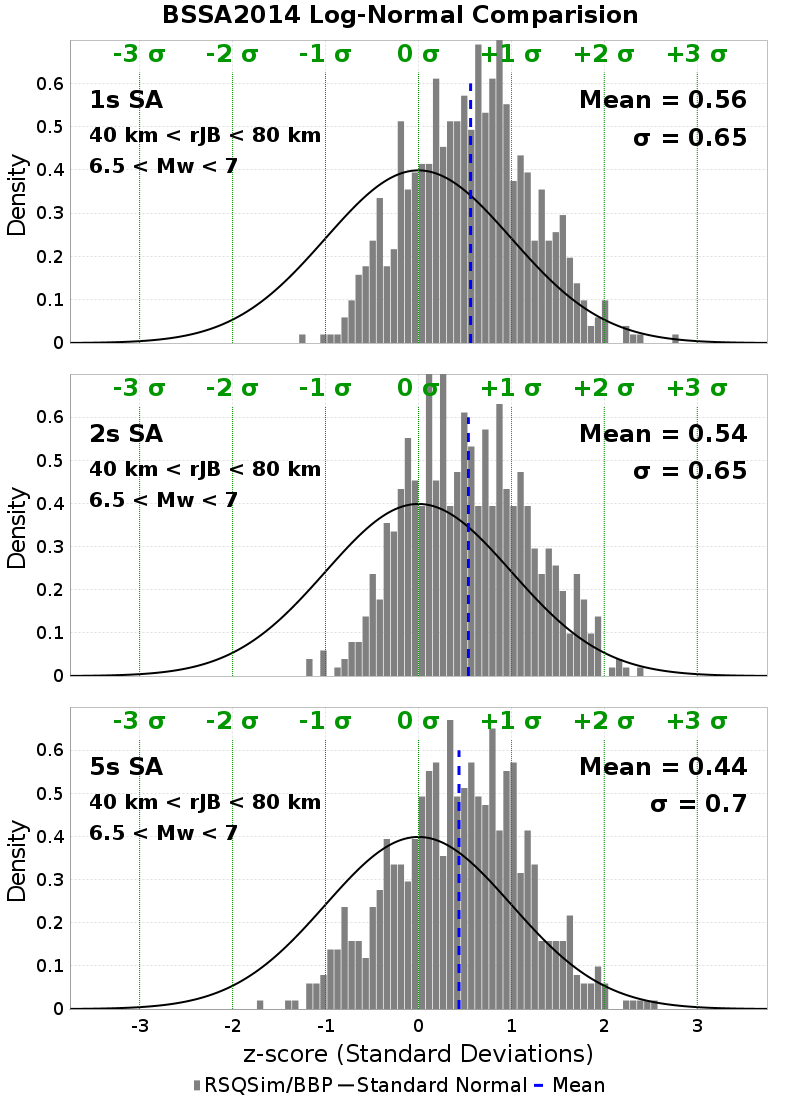 BSSA2014 Log-Normal Comparision
-3 σ -2 σ -1 σ 0 σ +1 σ +2 σ +3 σ
1s SA
Mean = 0.56
40 km < rJB < 80 km
σ = 0.65
6.5 < Mw < 7
Density
0.6
0.5
0.4
0.3
0.2
0.1
0
-3 σ -2 σ -1 σ 0 σ +1 σ +2 σ +3 σ
2s SA
Mean = 0.54
40 km < rJB < 80 km
σ = 0.65
6.5 < Mw < 7
Density
0.6
0.5
0.4
0.3
0.2
0.1
0
-3 σ -2 σ -1 σ 0 σ +1 σ +2 σ +3 σ
5s SA
Mean = 0.44
40 km < rJB < 80 km
σ = 0.7
6.5 < Mw < 7
Density
0.6
0.5
0.4
0.3
0.2
0.1
0
-3 -2 -1 0 1 2 3
z-score (Standard Deviations)
RSQSim/BBP Standard Normal Mean